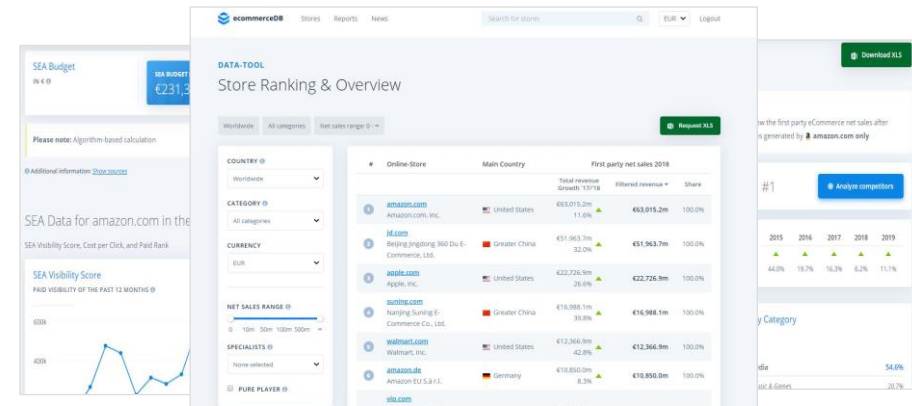 ecommerceDB Stores Reports News Search for stores EUR Logout
DATA-TOOL
Store Ranking & Overview
Worldwide All categories Net sales range: 0 - ∞ Request XLS
COUNTRY
Worldwide
CATEGORY
All categories
CURRENCY
EUR
NET SALES RANGE
0 10m 50m 100m 500m ∞
SPECIALISTS
None selected
PURE PLAYER
# Online-Store Main Country First party net sales 2018
Total revenue Filtered revenue Share
Growth '17/'18
1 amazon.com United States €63,015.2m €63,015.2m 100.0%
Amazon.com, Inc. 11.6%
2 jd.com Greater China €51,963.7m €51,963.7m 100.0%
Beijing Jingdong 360 Du E-
Commerce, Ltd. 32.0%
3 apple.com United States €22,726.9m €22,726.9m 100.0%
Apple, Inc. 26.6%
4 suning.com Greater China €16,988.1m €16,988.1m 100.0%
Nanjing Suning E-
Commerce Co., Ltd. 39.8%
5 walmart.com United States €12,366.9m €12,366.9m 100.0%
Walmart, Inc. 42.8%
6 amazon.de Germany €10,850.0m €10,850.0m 100.0%
Amazon EU S.à r.l. 8.3%
vip.com
SEA Budget
IN €
SEA BUDGET
€231,3
Please note: Algorithm-based calculation
Additional information: Show sources
SEA Data for amazon.com in the
SEA Visibility Score, Cost per Click, and Paid Rank
SEA Visibility Score
PAID VISIBILITY OF THE PAST 12 MONTHS
600k
400k
Download XLS
the first party eCommerce net sales after
generated by amazon.com only
#1 Analyze competitors
2015 2016 2017 2018 2019
44.0% 19.7% 16.3% 6.2% 11.1%
y Category
dia 54.6%
usic & Games 20.7%